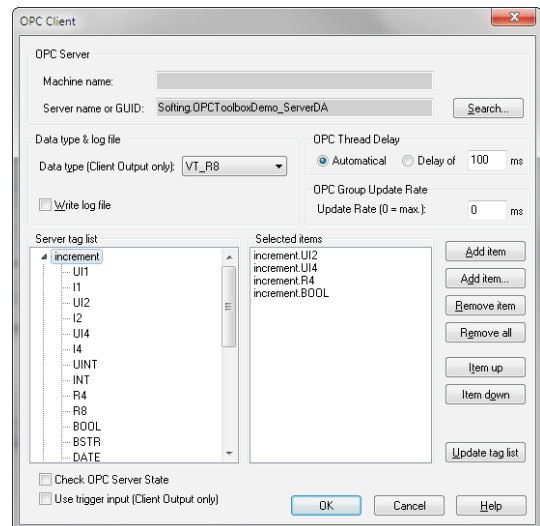 OPC Client
OPC Server
Machine name:
Server name or GUID: Softing.OPCToolboxDemo_ServerDA Search...
Data type & log file
Data type (Client Output only): VT_R8
Write log file
OPC Thread Delay
Automatical Delay of 100 ms
OPC Group Update Rate
Update Rate (0 = max.): 0 ms
Server tag list
increment
UI1
I1
UI2
I2
UI4
I4
UINT
INT
R4
R8
BOOL
BSTR
DATE
Selected items
increment.UI2
increment.UI4
increment.R4
increment.BOOL
Add item
Add item...
Remove item
Remove all
Item up
Item down
Update tag list
Check OPC Server State
Use trigger input (Client Output only)
OK Cancel Help